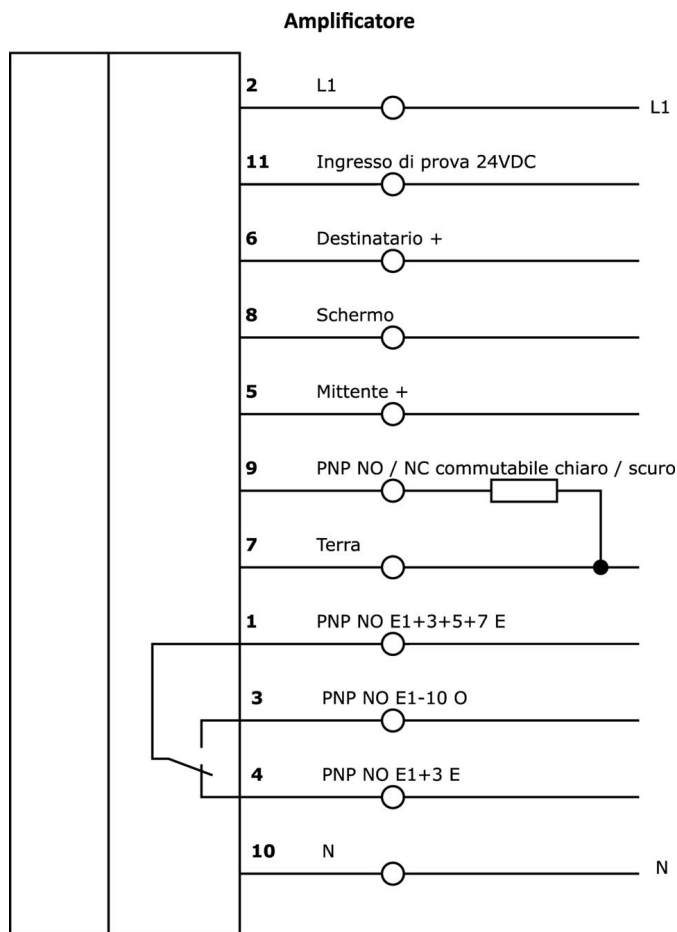 Amplificatore
2 L1
L1
11 Ingresso di prova 24VDC
6 Destinatario +
8 Schermo
5 Mittente +
9 PNP NO / NC commutabile chiaro / scuro
7 Terra
1 PNP NO E1+3+5+7 E
3 PNP NO E1-10 O
4 PNP NO E1+3 E
10 N
N